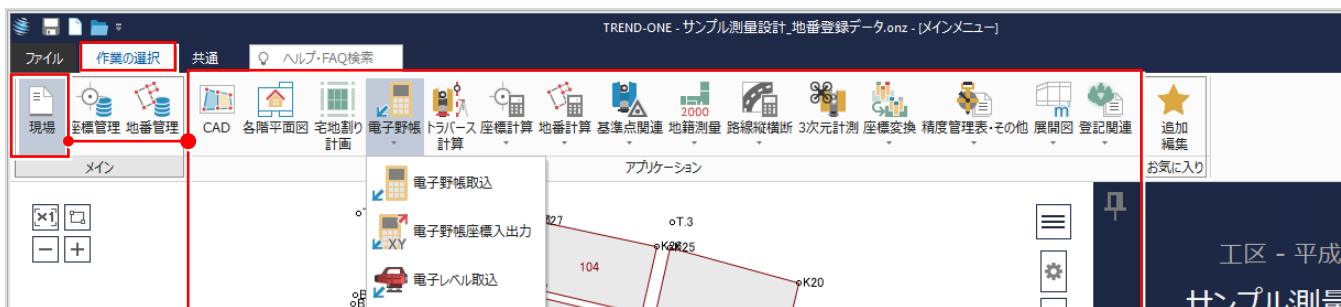 TREND-ONE - サンプル測量設計_地番登録データ.onz - [メインメニュー]
ファイル 作業の選択 共通 ヘルプ・FAQ検索
現場 座標管理 地番管理 CAD 各階平面図 宅地割り計画 電子野帳 トラバース計算 座標計算 地番計算 基準点関連 地籍測量 路線縦横断 3次元計測 座標変換 精度管理表・その他 展開図 登記関連 追加編集
メイン アプリケーション お気に入り
電子野帳取込
電子野帳座標入出力
電子レベル取込
T.3
K25
104
K20
工区 - 平成
サンプル測量